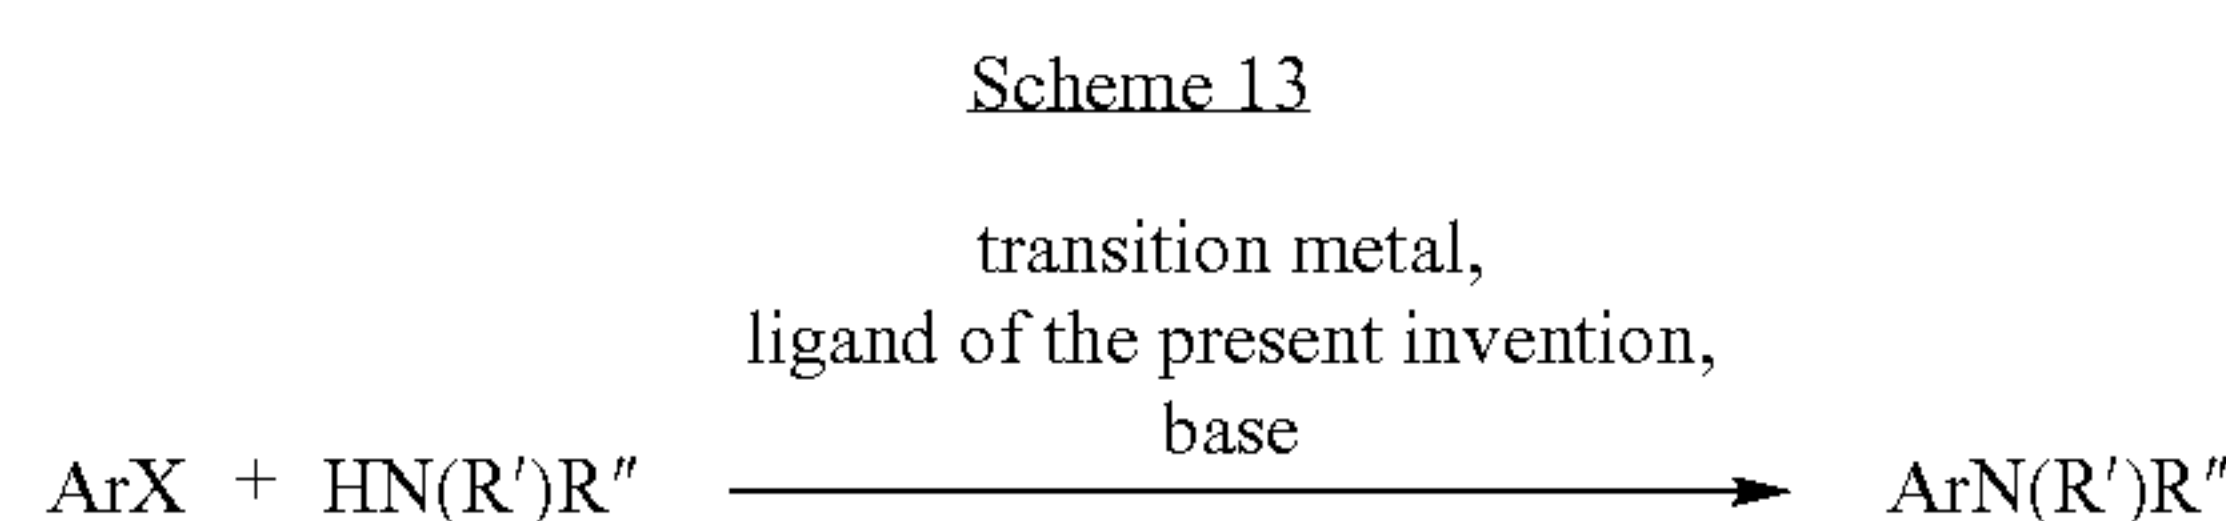 Scheme 13
transition metal,
ligand of the present invention,
base
ArX + HN(R′)R″ ArN(R′)R″